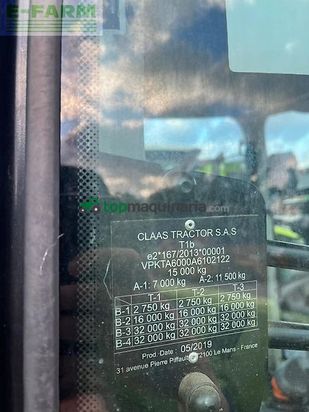 E-FARM
topmaquinaria.com
CLAAS TRACTOR S.A.S
T1b
e2*167/2013*00001
VPKTA6000A6102122
15 000 kg
A-1: 7 000 kg A-2: 11 500 kg
T-1 T-2 T-3
B-1 2 750 kg 2 750 kg 2 750 kg
B-2 16 000 kg 16 000 kg 16 000 kg
B-3 32 000 kg 32 000 kg 32 000 kg
B-4 32 000 kg 32 000 kg 32 000 kg
Prod. Date : 05/2019
31 avenue Pierre Piffault 72100 Le Mans - France